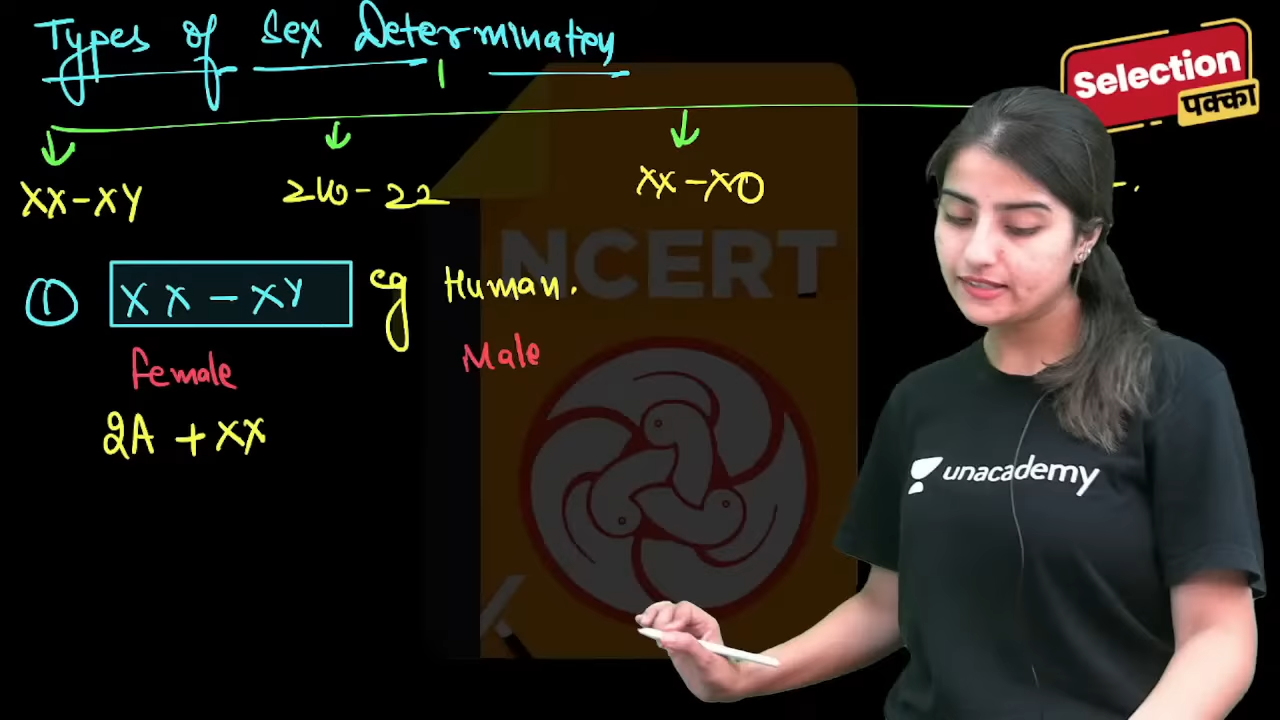 Types of Sex Determination
Selection
पक्का
XX-XY
ZW-ZZ
XX-XO
① XX-XY eg Human.
NCERT
Female
Male
2A + XX
unacademy